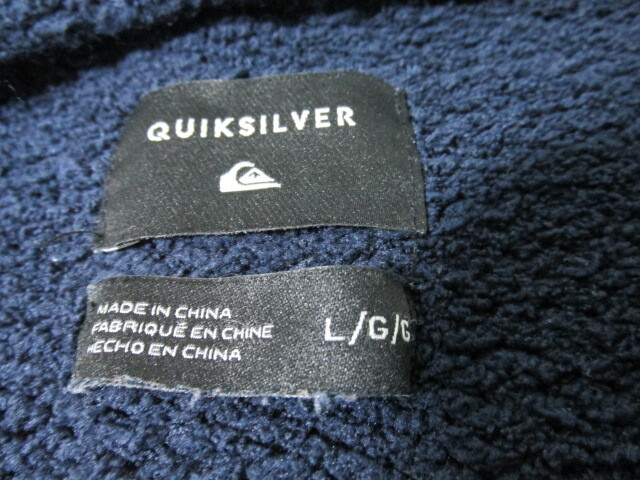 QUIKSILVER
MADE IN CHINA
FABRIQUÉ EN CHINE
HECHO EN CHINA
L/G/G